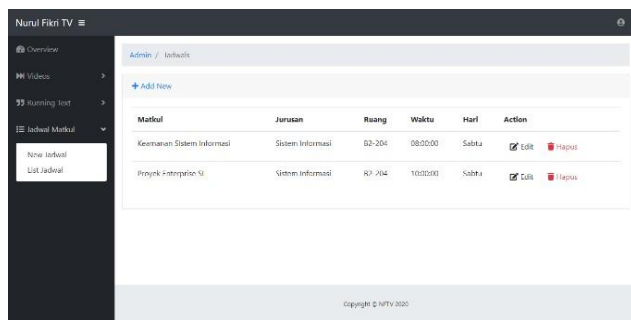 Nurul Fikri TV
Overview
Videos
Running Text
Jadwal Matkul
New Jadwal
List Jadwal
Admin / Jadwals
+ Add New
Matkul Jurusan Ruang Waktu Hari Action
Keamanan Sistem Informasi Sistem Informasi B2-204 08:00:00 Sabtu Edit Hapus
Proyek Enterprise SI Sistem Informasi B2-204 10:00:00 Sabtu Edit Hapus
Copyright © NFTV 2020